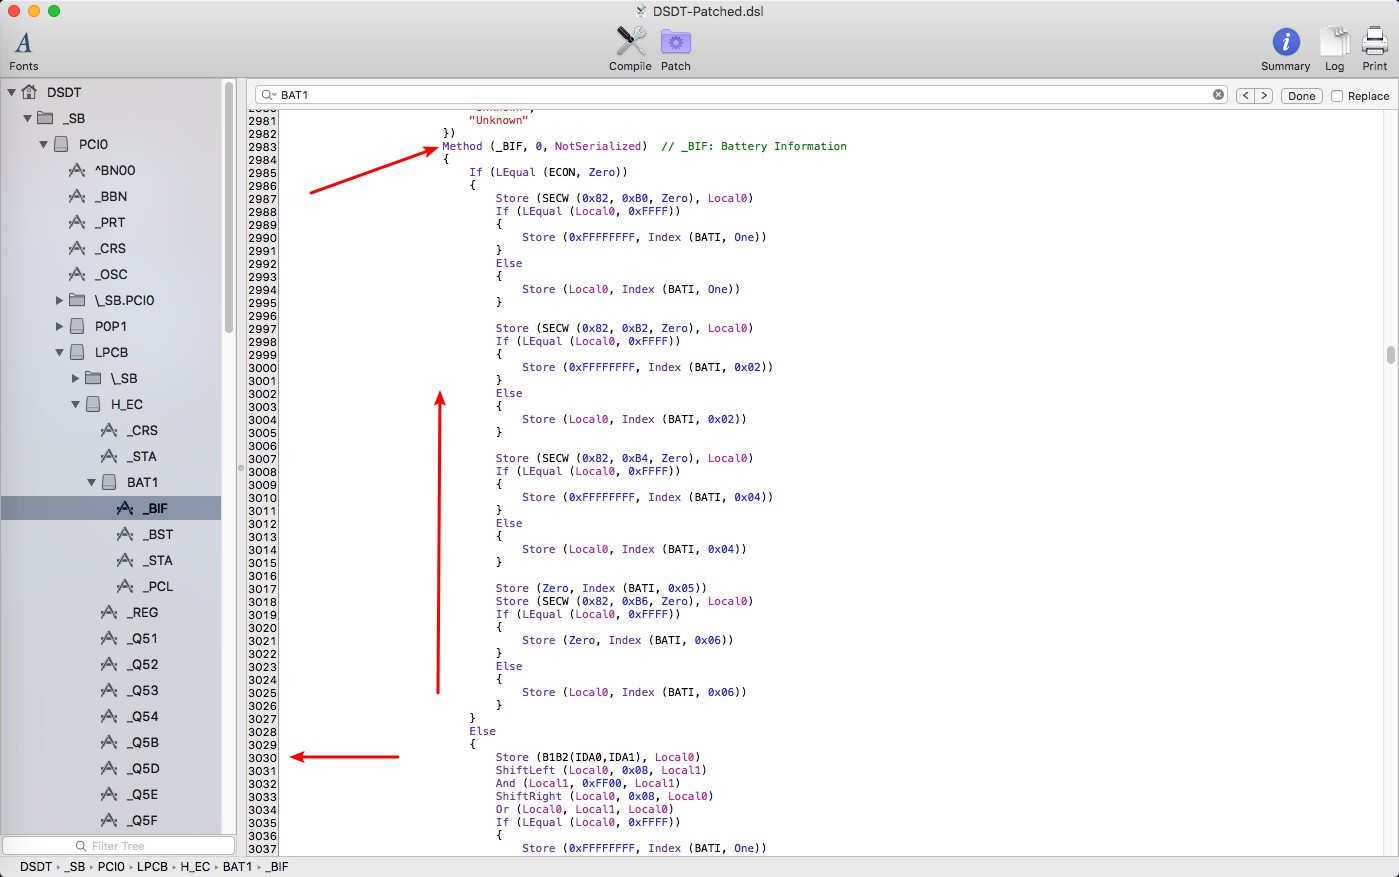 DSDT-Patched.dsl
A
Fonts
Compile
Patch
i
Summary
Log
Print
BAT1
Done
Replace
DSDT
_SB
PCI0
^BN00
_BBN
_PRT
_CRS
_OSC
\_SB.PCI0
P0P1
LPCB
\_SB
H_EC
_CRS
_STA
BAT1
_BIF
_BST
_STA
_PCL
_REG
_Q51
_Q52
_Q53
_Q54
_Q5B
_Q5D
_Q5E
_Q5F
Filter Tree
2980 "Unknown",
2981 "Unknown"
2982 })
2983 Method (_BIF, 0, NotSerialized) // _BIF: Battery Information
2984 {
2985 If (LEqual (ECON, Zero))
2986 {
2987 Store (SECW (0x82, 0xB0, Zero), Local0)
2988 If (LEqual (Local0, 0xFFFF))
2989 {
2990 Store (0xFFFFFFFF, Index (BATI, One))
2991 }
2992 Else
2993 {
2994 Store (Local0, Index (BATI, One))
2995 }
2996
2997 Store (SECW (0x82, 0xB2, Zero), Local0)
2998 If (LEqual (Local0, 0xFFFF))
2999 {
3000 Store (0xFFFFFFFF, Index (BATI, 0x02))
3001 }
3002 Else
3003 {
3004 Store (Local0, Index (BATI, 0x02))
3005 }
3006
3007 Store (SECW (0x82, 0xB4, Zero), Local0)
3008 If (LEqual (Local0, 0xFFFF))
3009 {
3010 Store (0xFFFFFFFF, Index (BATI, 0x04))
3011 }
3012 Else
3013 {
3014 Store (Local0, Index (BATI, 0x04))
3015 }
3016
3017 Store (Zero, Index (BATI, 0x05))
3018 Store (SECW (0x82, 0xB6, Zero), Local0)
3019 If (LEqual (Local0, 0xFFFF))
3020 {
3021 Store (Zero, Index (BATI, 0x06))
3022 }
3023 Else
3024 {
3025 Store (Local0, Index (BATI, 0x06))
3026 }
3027 }
3028 Else
3029 {
3030 Store (B1B2(IDA0,IDA1), Local0)
3031 ShiftLeft (Local0, 0x08, Local1)
3032 And (Local1, 0xFF00, Local1)
3033 ShiftRight (Local0, 0x08, Local0)
3034 Or (Local0, Local1, Local0)
3035 If (LEqual (Local0, 0xFFFF))
3036 {
3037 Store (0xFFFFFFFF, Index (BATI, One))
DSDT _SB PCI0 LPCB H_EC BAT1 _BIF